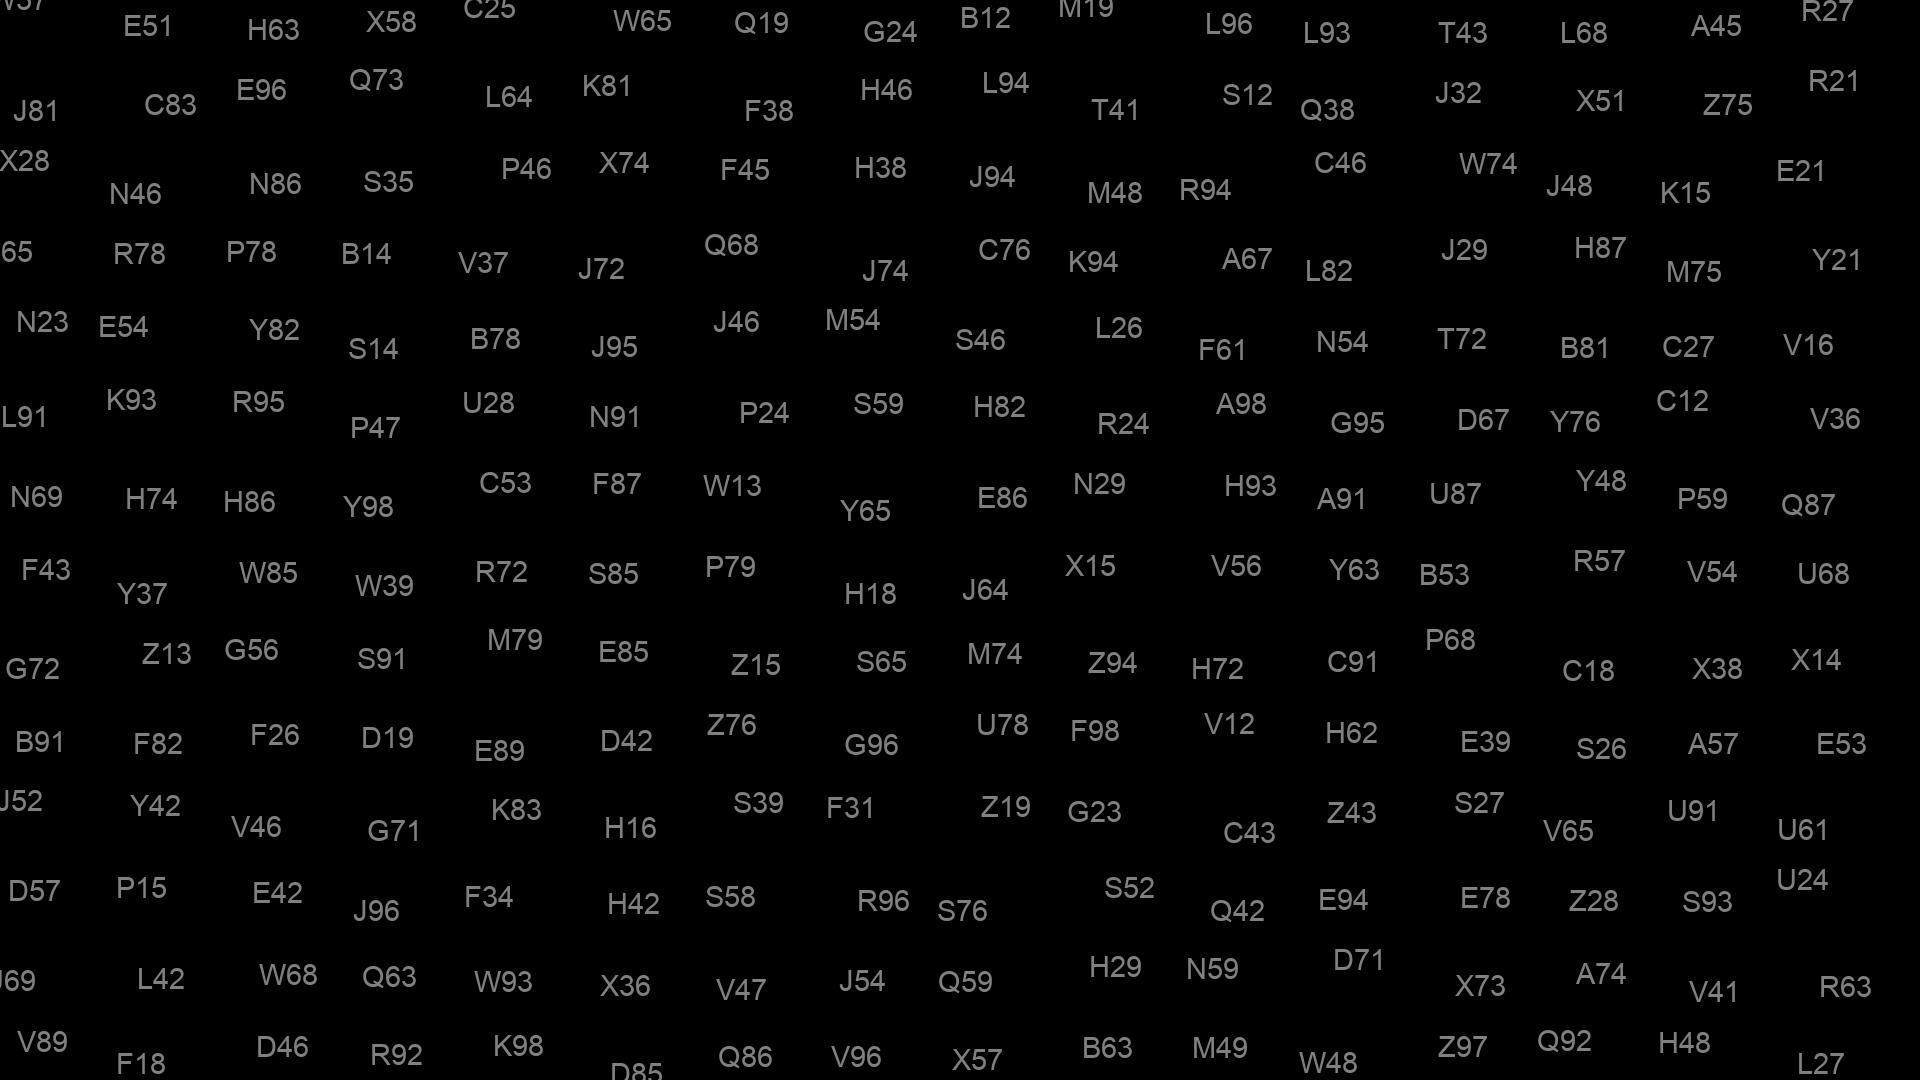 E51 H63 X58 C25 W65 Q19 G24 B12 M19 L96 L93 T43 L68 A45 R27
J81 C83 E96 Q73 L64 K81 F38 H46 L94 T41 S12 Q38 J32 X51 Z75 R21
X28 N46 N86 S35 P46 X74 F45 H38 J94 M48 R94 C46 W74 J48 K15 E21
65 R78 P78 B14 V37 J72 Q68 J74 C76 K94 A67 L82 J29 H87 M75 Y21
N23 E54 Y82 S14 B78 J95 J46 M54 S46 L26 F61 N54 T72 B81 C27 V16
L91 K93 R95 P47 U28 N91 P24 S59 H82 R24 A98 G95 D67 Y76 C12 V36
N69 H74 H86 Y98 C53 F87 W13 Y65 E86 N29 H93 A91 U87 Y48 P59 Q87
F43 Y37 W85 W39 R72 S85 P79 H18 J64 X15 V56 Y63 B53 R57 V54 U68
G72 Z13 G56 S91 M79 E85 Z15 S65 M74 Z94 H72 C91 P68 C18 X38 X14
B91 F82 F26 D19 E89 D42 Z76 G96 U78 F98 V12 H62 E39 S26 A57 E53
J52 Y42 V46 G71 K83 H16 S39 F31 Z19 G23 C43 Z43 S27 V65 U91 U61
D57 P15 E42 J96 F34 H42 S58 R96 S76 S52 Q42 E94 E78 Z28 S93 U24
69 L42 W68 Q63 W93 X36 V47 J54 Q59 H29 N59 D71 X73 A74 V41 R63
V89 F18 D46 R92 K98 D85 Q86 V96 X57 B63 M49 W48 Z97 Q92 H48 L27